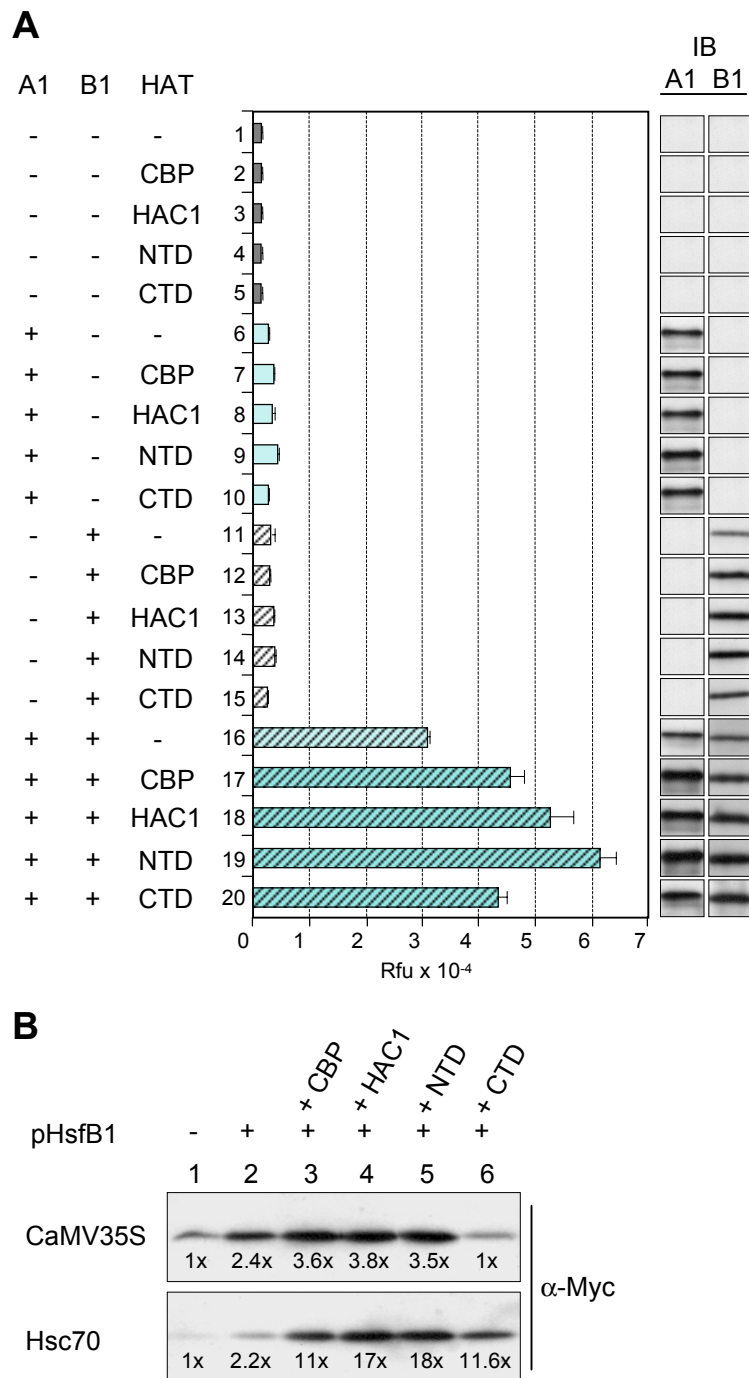 A
IB
A1 B1 HAT A1 B1
- - - 1
- - CBP 2
- - HAC1 3
- - NTD 4
- - CTD 5
+ - - 6
+ - CBP 7
+ - HAC1 8
+ - NTD 9
+ - CTD 10
- + - 11
- + CBP 12
- + HAC1 13
- + NTD 14
- + CTD 15
+ + - 16
+ + CBP 17
+ + HAC1 18
+ + NTD 19
+ + CTD 20
0 1 2 3 4 5 6 7
Rfu x 10⁻⁴
B
+ CBP + HAC1 + NTD + CTD
pHsfB1 - + + + + +
1 2 3 4 5 6
CaMV35S
1x 2.4x 3.6x 3.8x 3.5x 1x
α-Myc
Hsc70
1x 2.2x 11x 17x 18x 11.6x